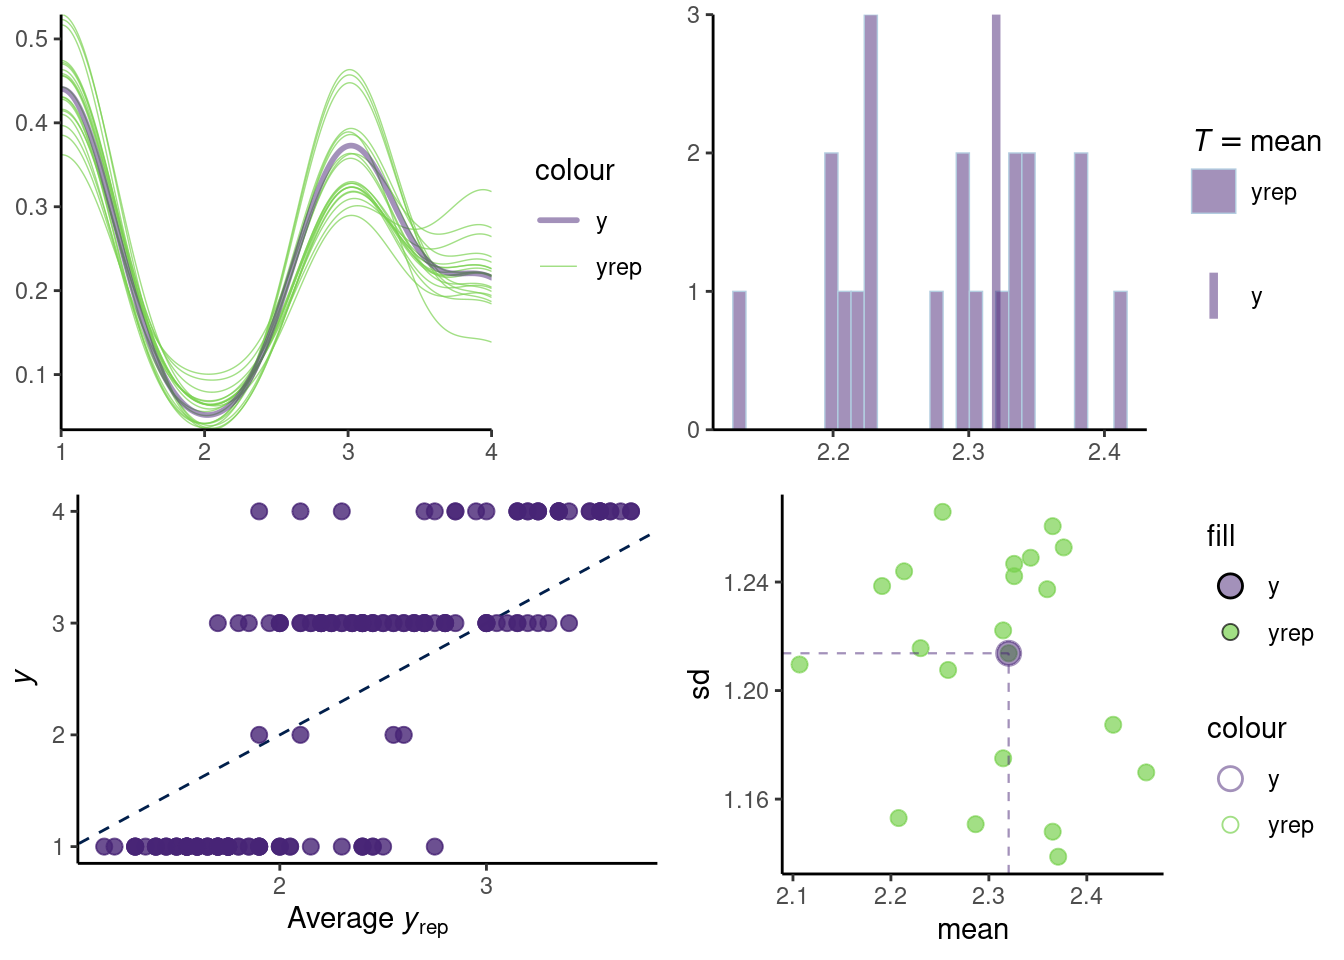 0.5
0.4
0.3
0.2
0.1
1 2 3 4
colour
y
yrep
3
2
1
0
2.2 2.3 2.4
T = mean
yrep
y
4
3
2
1
y
2 3
Average yrep
1.24
1.20
1.16
sd
2.1 2.2 2.3 2.4
mean
fill
y
yrep
colour
y
yrep